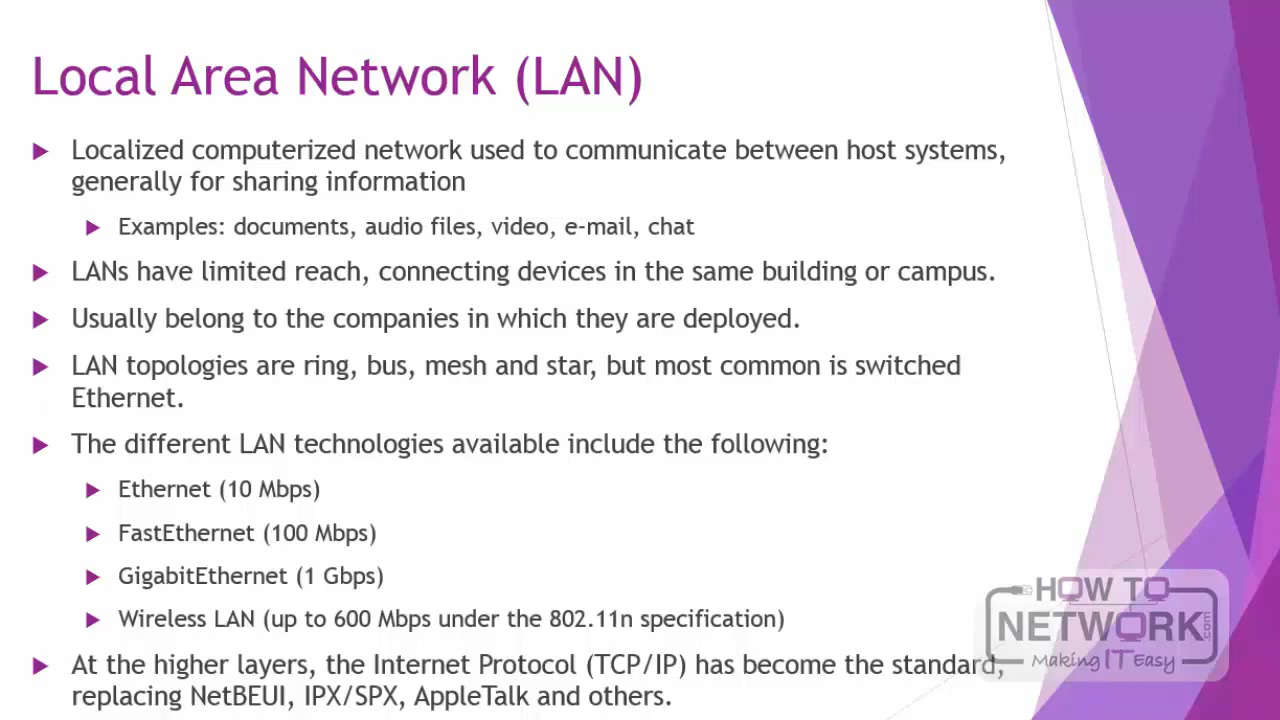 Local Area Network (LAN)
Localized computerized network used to communicate between host systems,
generally for sharing information
Examples: documents, audio files, video, e-mail, chat
LANs have limited reach, connecting devices in the same building or campus.
Usually belong to the companies in which they are deployed.
LAN topologies are ring, bus, mesh and star, but most common is switched
Ethernet.
The different LAN technologies available include the following:
Ethernet (10 Mbps)
FastEthernet (100 Mbps)
GigabitEthernet (1 Gbps)
Wireless LAN (up to 600 Mbps under the 802.11n specification)
At the higher layers, the Internet Protocol (TCP/IP) has become the standard,
replacing NetBEUI, IPX/SPX, AppleTalk and others.
HOW TO
NETWORK.com
Making IT Easy